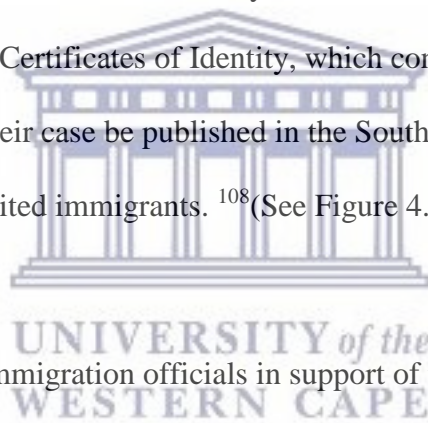 Certificates of Identity, which con
eir case be published in the South
ited immigrants. 108(See Figure 4.
UNIVERSITY of the
mmigration officials in support of
WESTERN CAPE